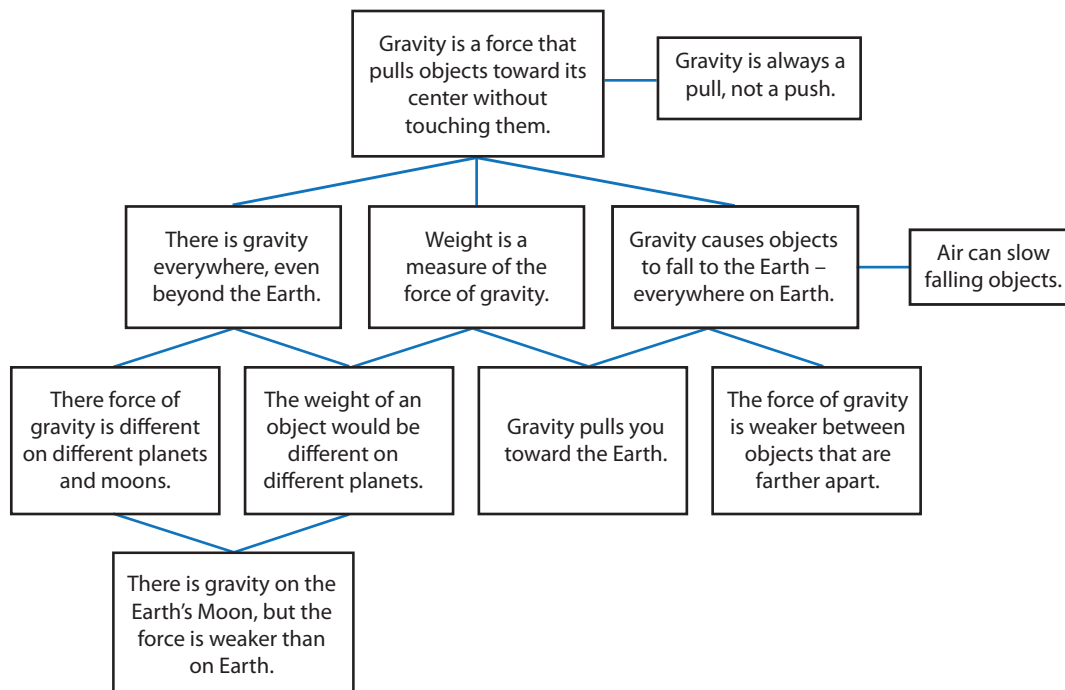 Gravity is a force that
pulls objects toward its
center without
touching them.
Gravity is always a
pull, not a push.
There is gravity
everywhere, even
beyond the Earth.
Weight is a
measure of the
force of gravity.
Gravity causes objects
to fall to the Earth –
everywhere on Earth.
Air can slow
falling objects.
There force of
gravity is different
on different planets
and moons.
The weight of an
object would be
different on
different planets.
Gravity pulls you
toward the Earth.
The force of gravity
is weaker between
objects that are
farther apart.
There is gravity on the
Earth’s Moon, but the
force is weaker than
on Earth.